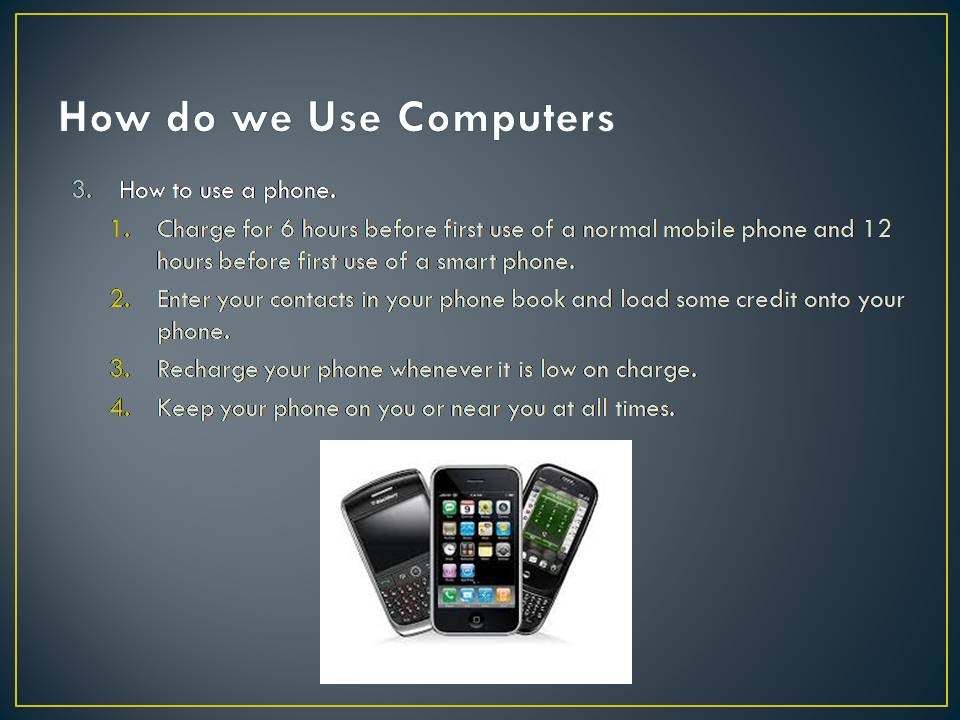 How do we Use Computers
3. How to use a phone.
1. Charge for 6 hours before first use of a normal mobile phone and 12
hours before first use of a smart phone.
2. Enter your contacts in your phone book and load some credit onto your
phone.
3. Recharge your phone whenever it is low on charge.
4. Keep your phone on you or near you at all times.
BlackBerry